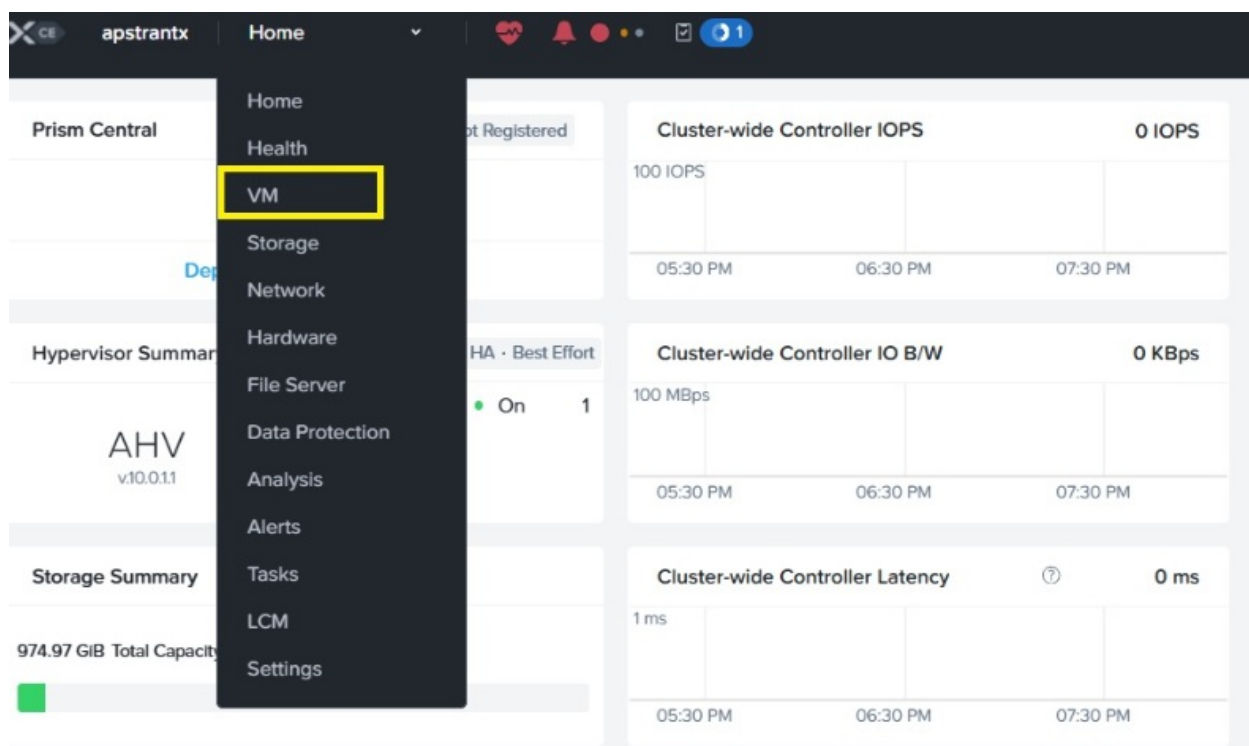 X CE apstrantx Home 1
Home
Health
VM
Storage
Network
Hardware
File Server
Data Protection
Analysis
Alerts
Tasks
LCM
Settings
Prism Central
Registered
Hypervisor Summar
HA · Best Effort
On 1
AHV
v.10.0.1.1
Storage Summary
974.97 GiB Total Capacity
Cluster-wide Controller IOPS 0 IOPS
100 IOPS
05:30 PM 06:30 PM 07:30 PM
Cluster-wide Controller IO B/W 0 KBps
100 MBps
05:30 PM 06:30 PM 07:30 PM
Cluster-wide Controller Latency ? 0 ms
1 ms
05:30 PM 06:30 PM 07:30 PM